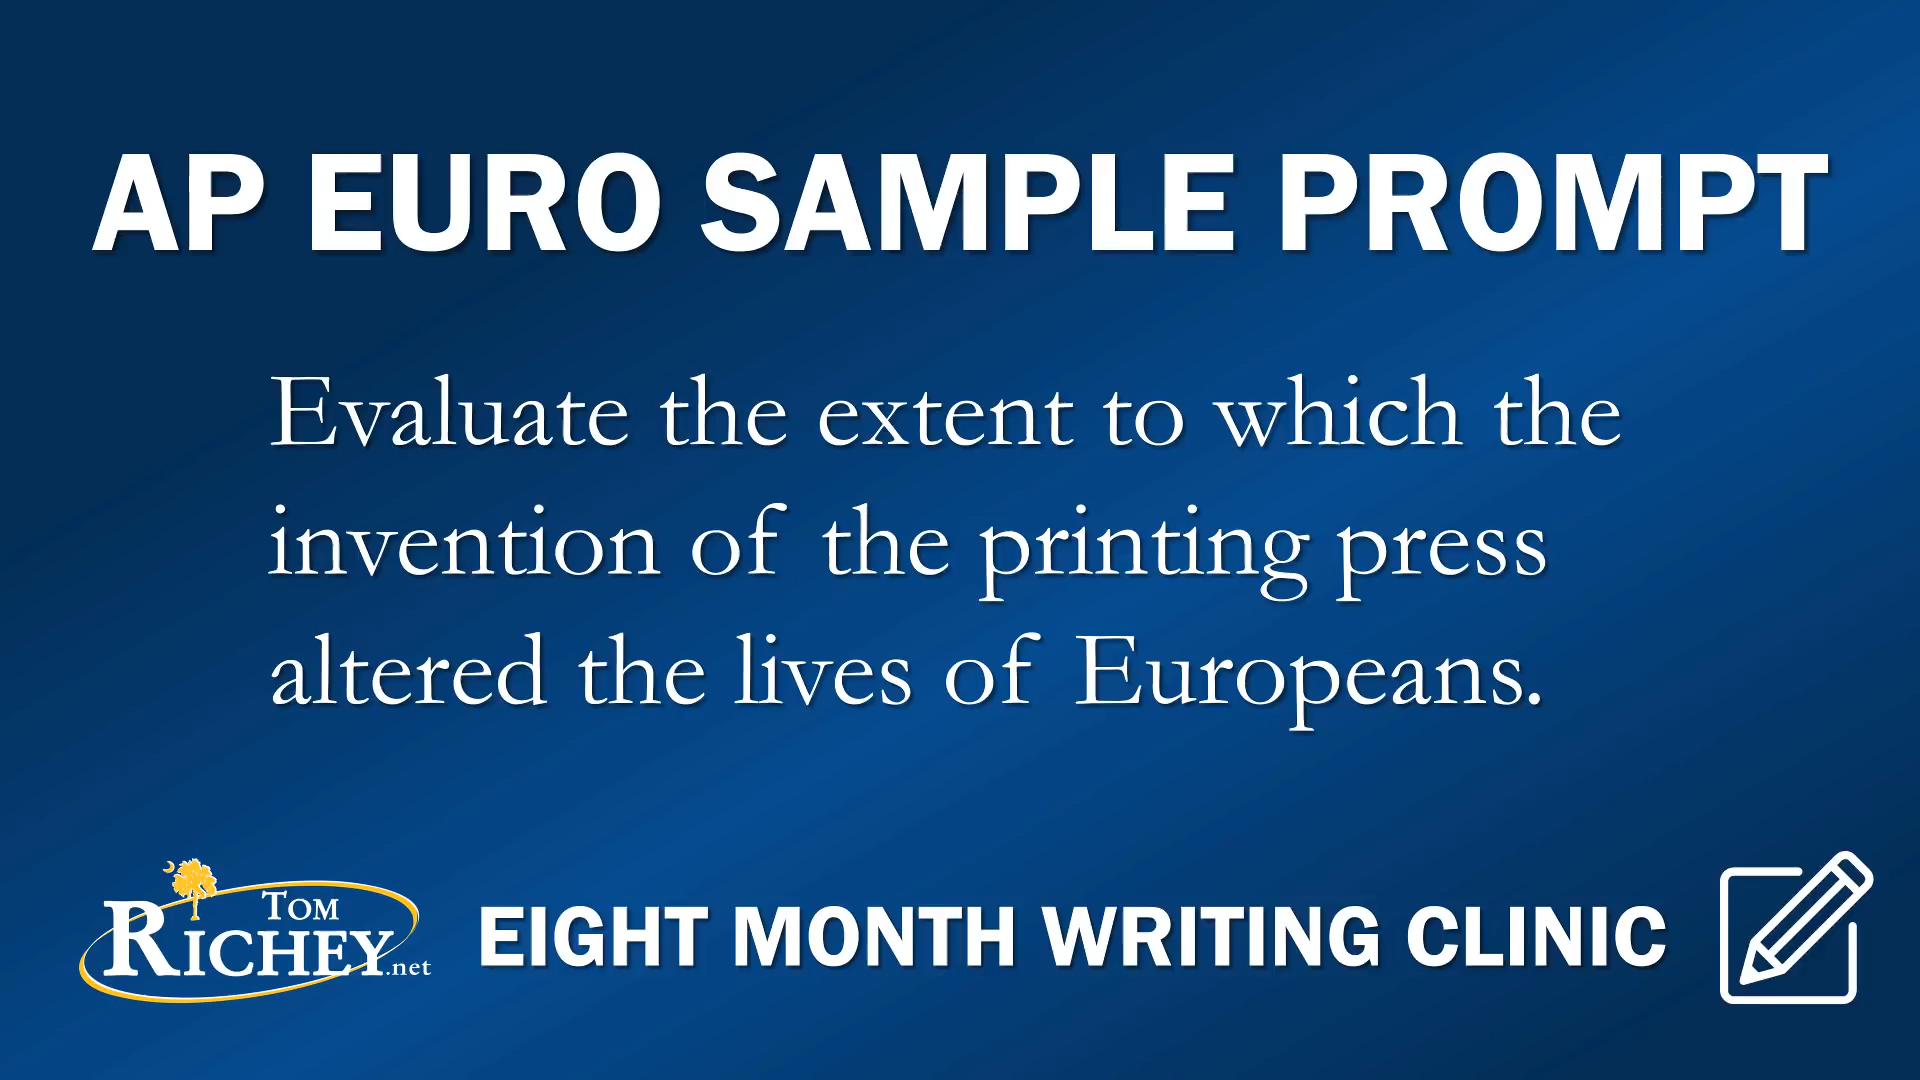 AP EURO SAMPLE PROMPT
Evaluate the extent to which the
invention of the printing press
altered the lives of Europeans.
TOM
RICHEY.net
EIGHT MONTH WRITING CLINIC